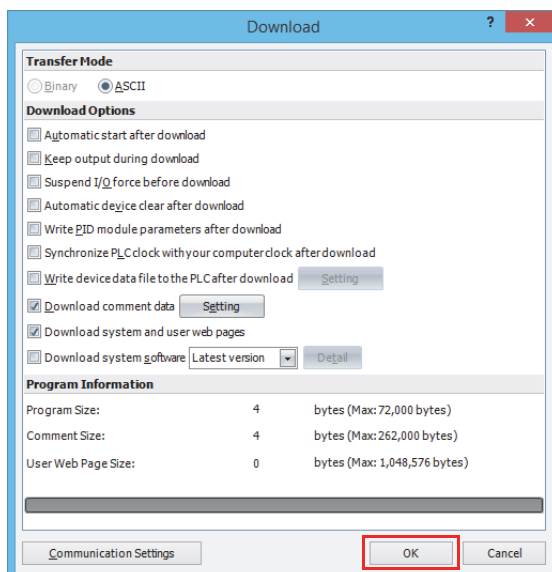 Download ?
Transfer Mode
Binary ASCII
Download Options
Automatic start after download
Keep output during download
Suspend I/O force before download
Automatic device clear after download
Write PID module parameters after download
Synchronize PLC clock with your computer clock after download
Write device data file to the PLC after download Setting
Download comment data Setting
Download system and user web pages
Download system software Latest version Detail
Program Information
Program Size: 4 bytes (Max: 72,000 bytes)
Comment Size: 4 bytes (Max: 262,000 bytes)
User Web Page Size: 0 bytes (Max: 1,048,576 bytes)
Communication Settings OK Cancel